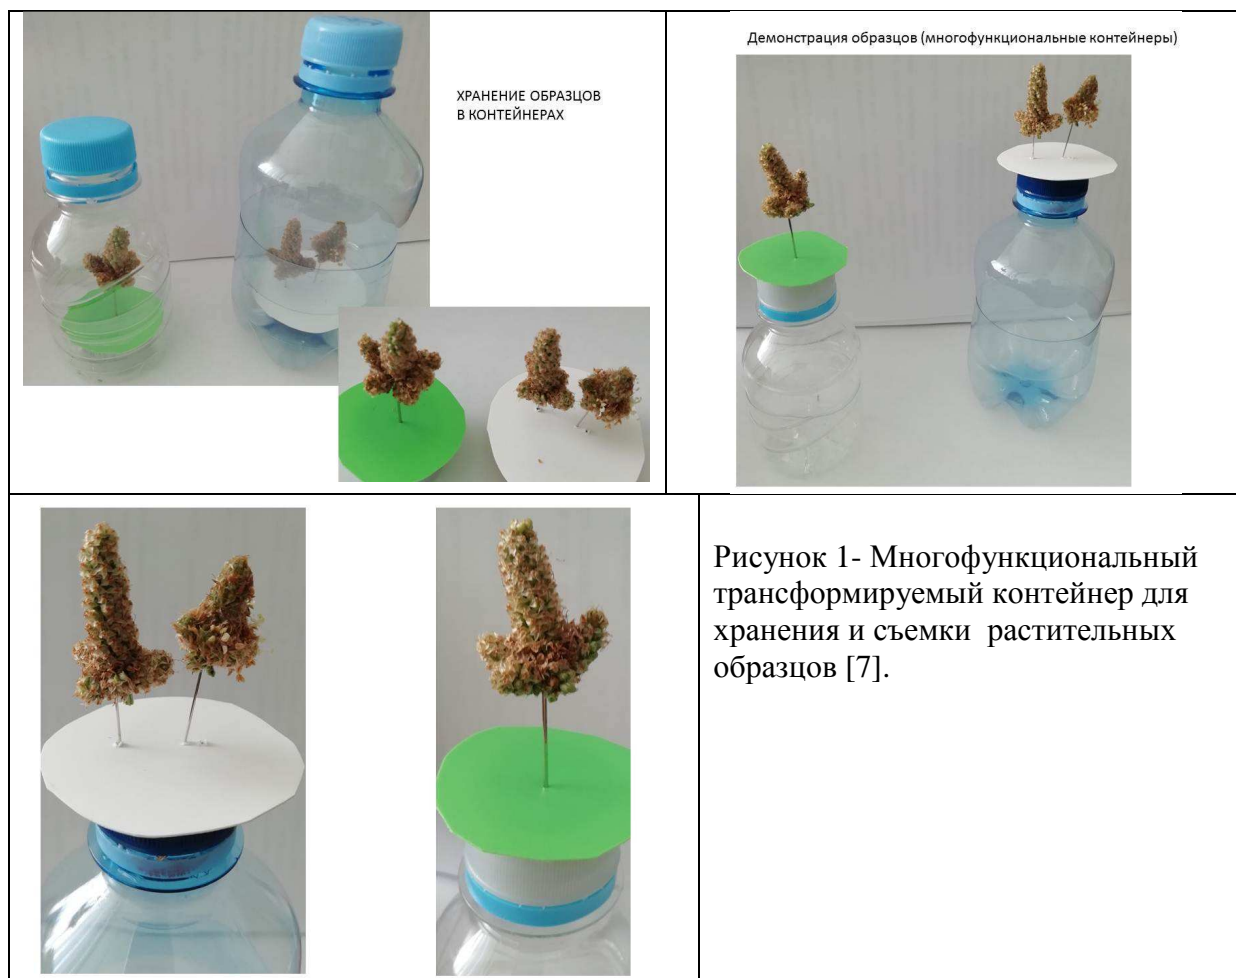 ХРАНЕНИЕ ОБРАЗЦОВ
В КОНТЕЙНЕРАХ
Демонстрация образцов (многофункциональные контейнеры)
Рисунок 1- Многофункциональный
трансформируемый контейнер для
хранения и съемки растительных
образцов [7].